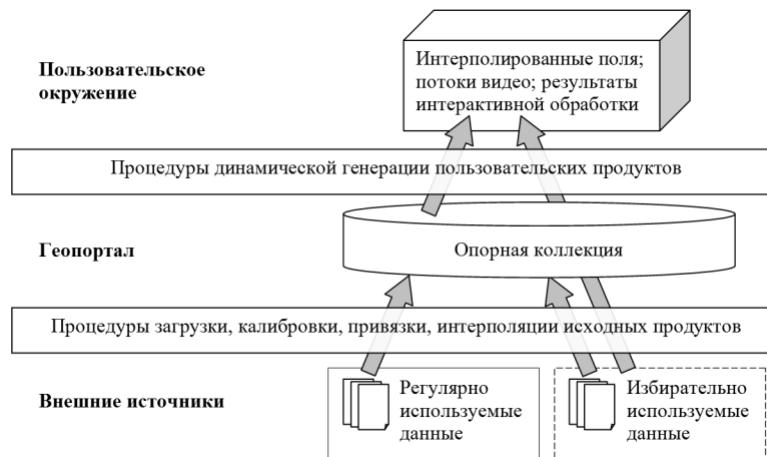 Пользовательское
окружение
Интерполированные поля;
потоки видео; результаты
интерактивной обработки
Процедуры динамической генерации пользовательских продуктов
Геопортал
Опорная коллекция
Процедуры загрузки, калибровки, привязки, интерполяции исходных продуктов
Внешние источники
Регулярно
используемые
данные
Избирательно
используемые
данные